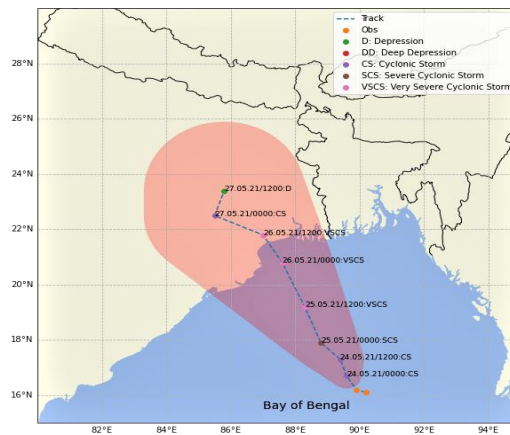 Track
Obs
D: Depression
DD: Deep Depression
CS: Cyclonic Storm
SCS: Severe Cyclonic Storm
VSCS: Very Severe Cyclonic Storm
28°N
26°N
24°N
22°N
20°N
18°N
16°N
27.05.21/1200:D
27.05.21/0000:CS
26.05.21/1200:VSCS
26.05.21/0000:VSCS
25.05.21/1200:VSCS
25.05.21/0000:SCS
24.05.21/1200:CS
24.05.21/0000:CS
Bay of Bengal
82°E
84°E
86°E
88°E
90°E
92°E
94°E